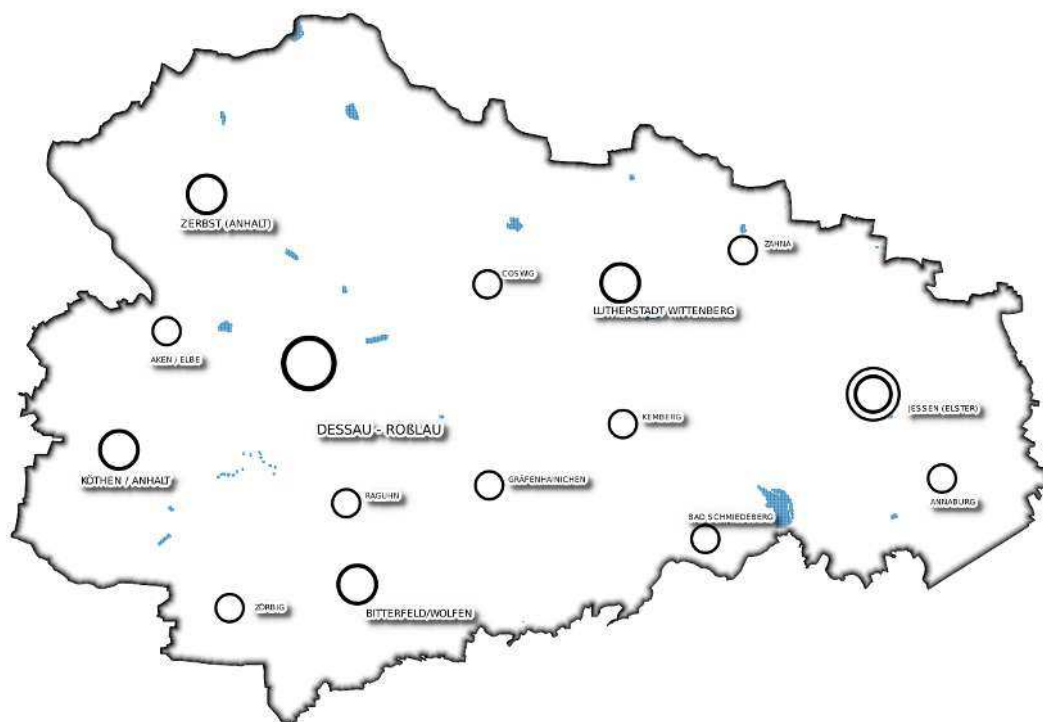 ZERBST (ANHALT)
ZAHNA
COSWIG
LUTHERSTADT WITTENBERG
AKEN / ELBE
JESSEN (ELSTER)
KEMBERG
DESSAU - ROßLAU
KÖTHEN / ANHALT
GRÄFENHAINICHEN
RAGUHN
ANNABURG
BAD SCHMIEDEBERG
ZÖRBIG
BITTERFELD/WOLFEN